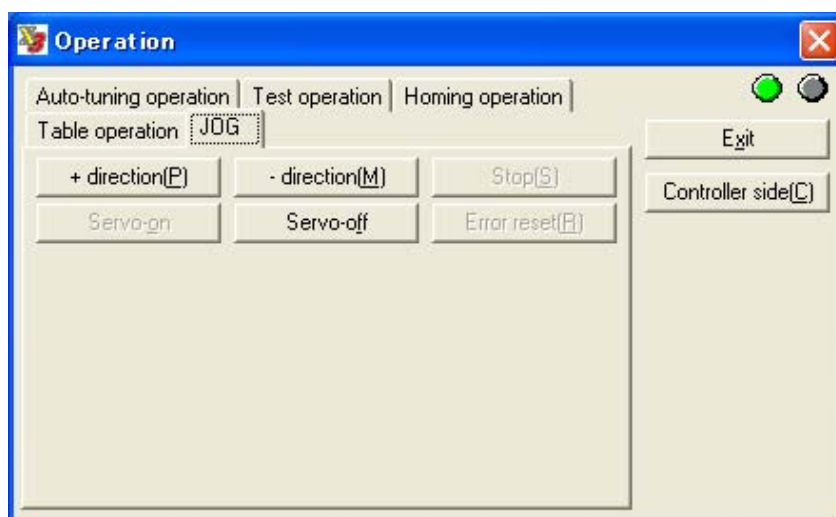 Operation
Auto-tuning operation Test operation Homing operation
Table operation JOG
Exit
+ direction(P) - direction(M) Stop(S)
Controller side(C)
Servo-on Servo-off Error reset(R)